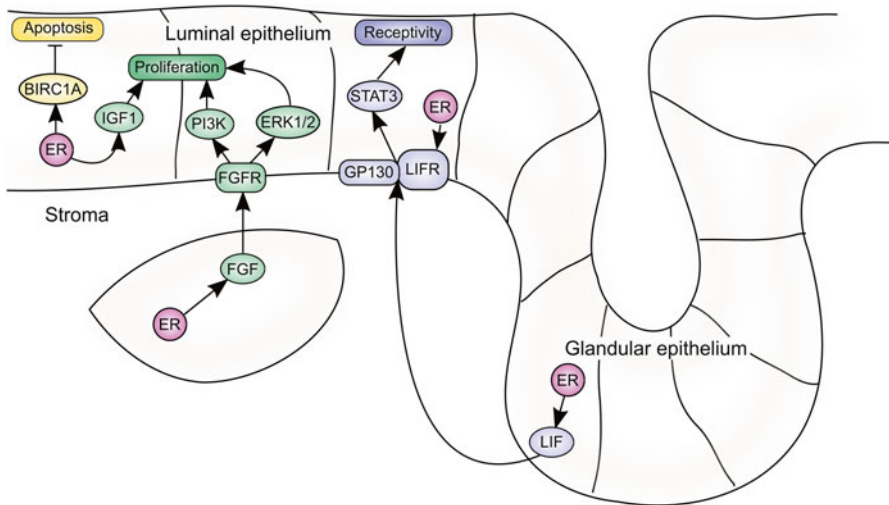 Apoptosis
Luminal epithelium
Receptivity
Proliferation
BIRC1A
STAT3
ER
IGF1
PI3K
ERK1/2
ER
GP130
LIFR
FGFR
Stroma
FGF
ER
Glandular epithelium
ER
LIF